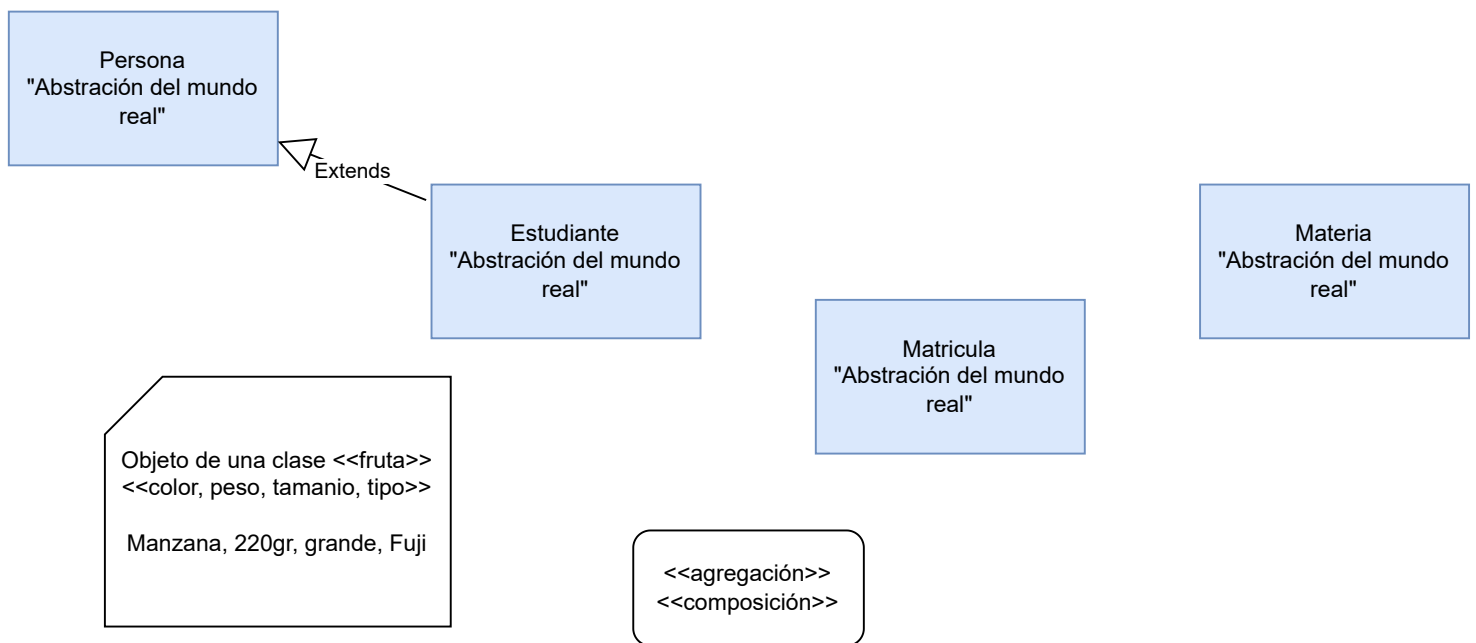 Persona
"Abstración del mundo
real"
Extends
Estudiante
"Abstración del mundo
real"
Materia
"Abstración del mundo
real"
Matricula
"Abstración del mundo
real"
Objeto de una clase <<fruta>>
<<color, peso, tamanio, tipo>>
Manzana, 220gr, grande, Fuji
<<agregación>>
<<composición>>